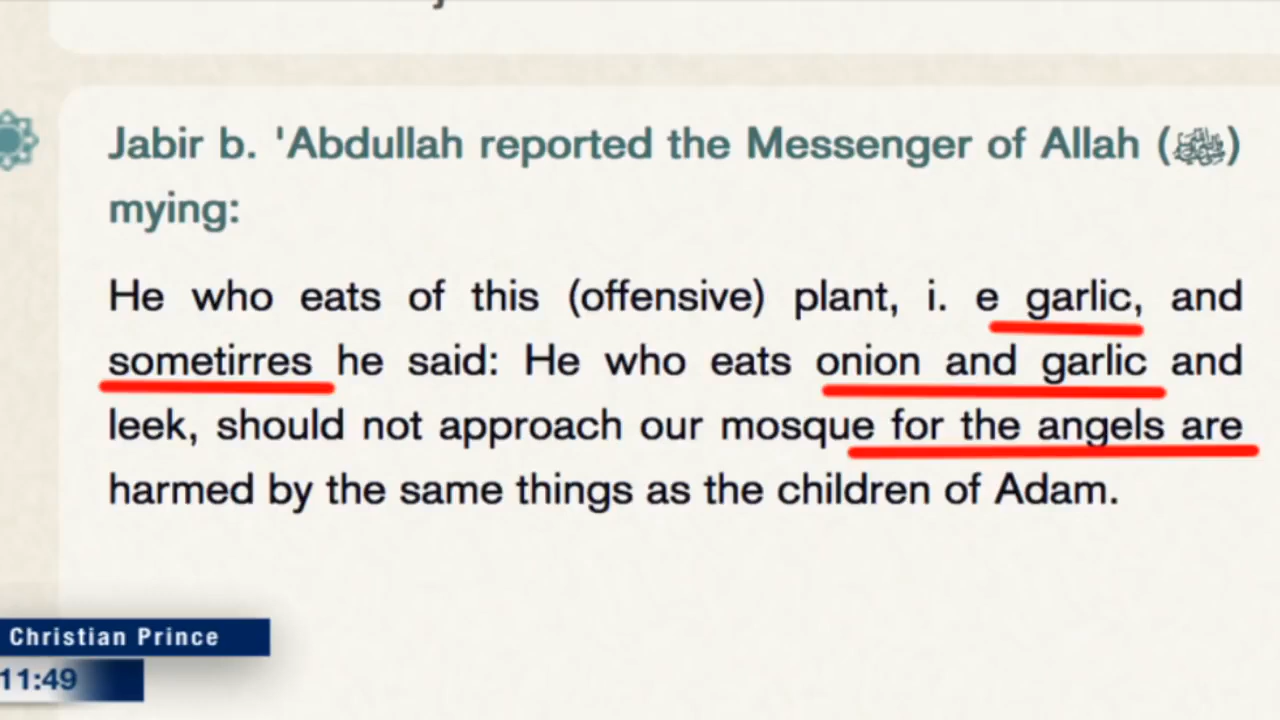 Jabir b. 'Abdullah reported the Messenger of Allah (ﷺ)
mying:
He who eats of this (offensive) plant, i. e garlic, and
sometirres he said: He who eats onion and garlic and
leek, should not approach our mosque for the angels are
harmed by the same things as the children of Adam.
Christian Prince
11:49